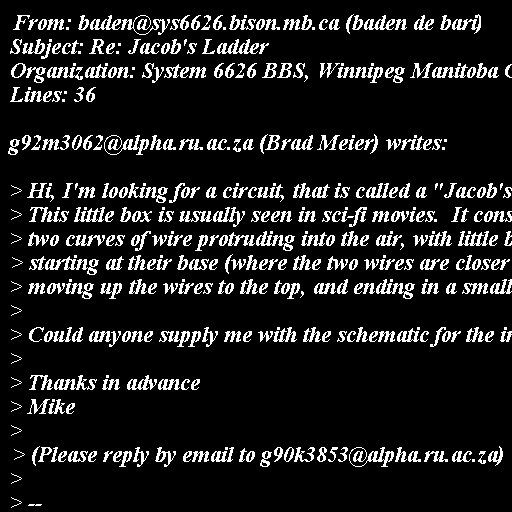 From: baden@sys6626.bison.mb.ca (baden de bari)
Subject: Re: Jacob's Ladder
Organization: System 6626 BBS, Winnipeg Manitoba
Lines: 36

g92m3062@alpha.ru.ac.za (Brad Meier) writes:

> Hi, I'm looking for a circuit, that is called a "Jacob's
> This little box is usually seen in sci-fi movies.  It cons
> two curves of wire protruding into the air, with little b
> starting at their base (where the two wires are closer
> moving up the wires to the top, and ending in a small
>
> Could anyone supply me with the schematic for the in
>
> Thanks in advance
> Mike
>
> (Please reply by email to g90k3853@alpha.ru.ac.za)
>
> --